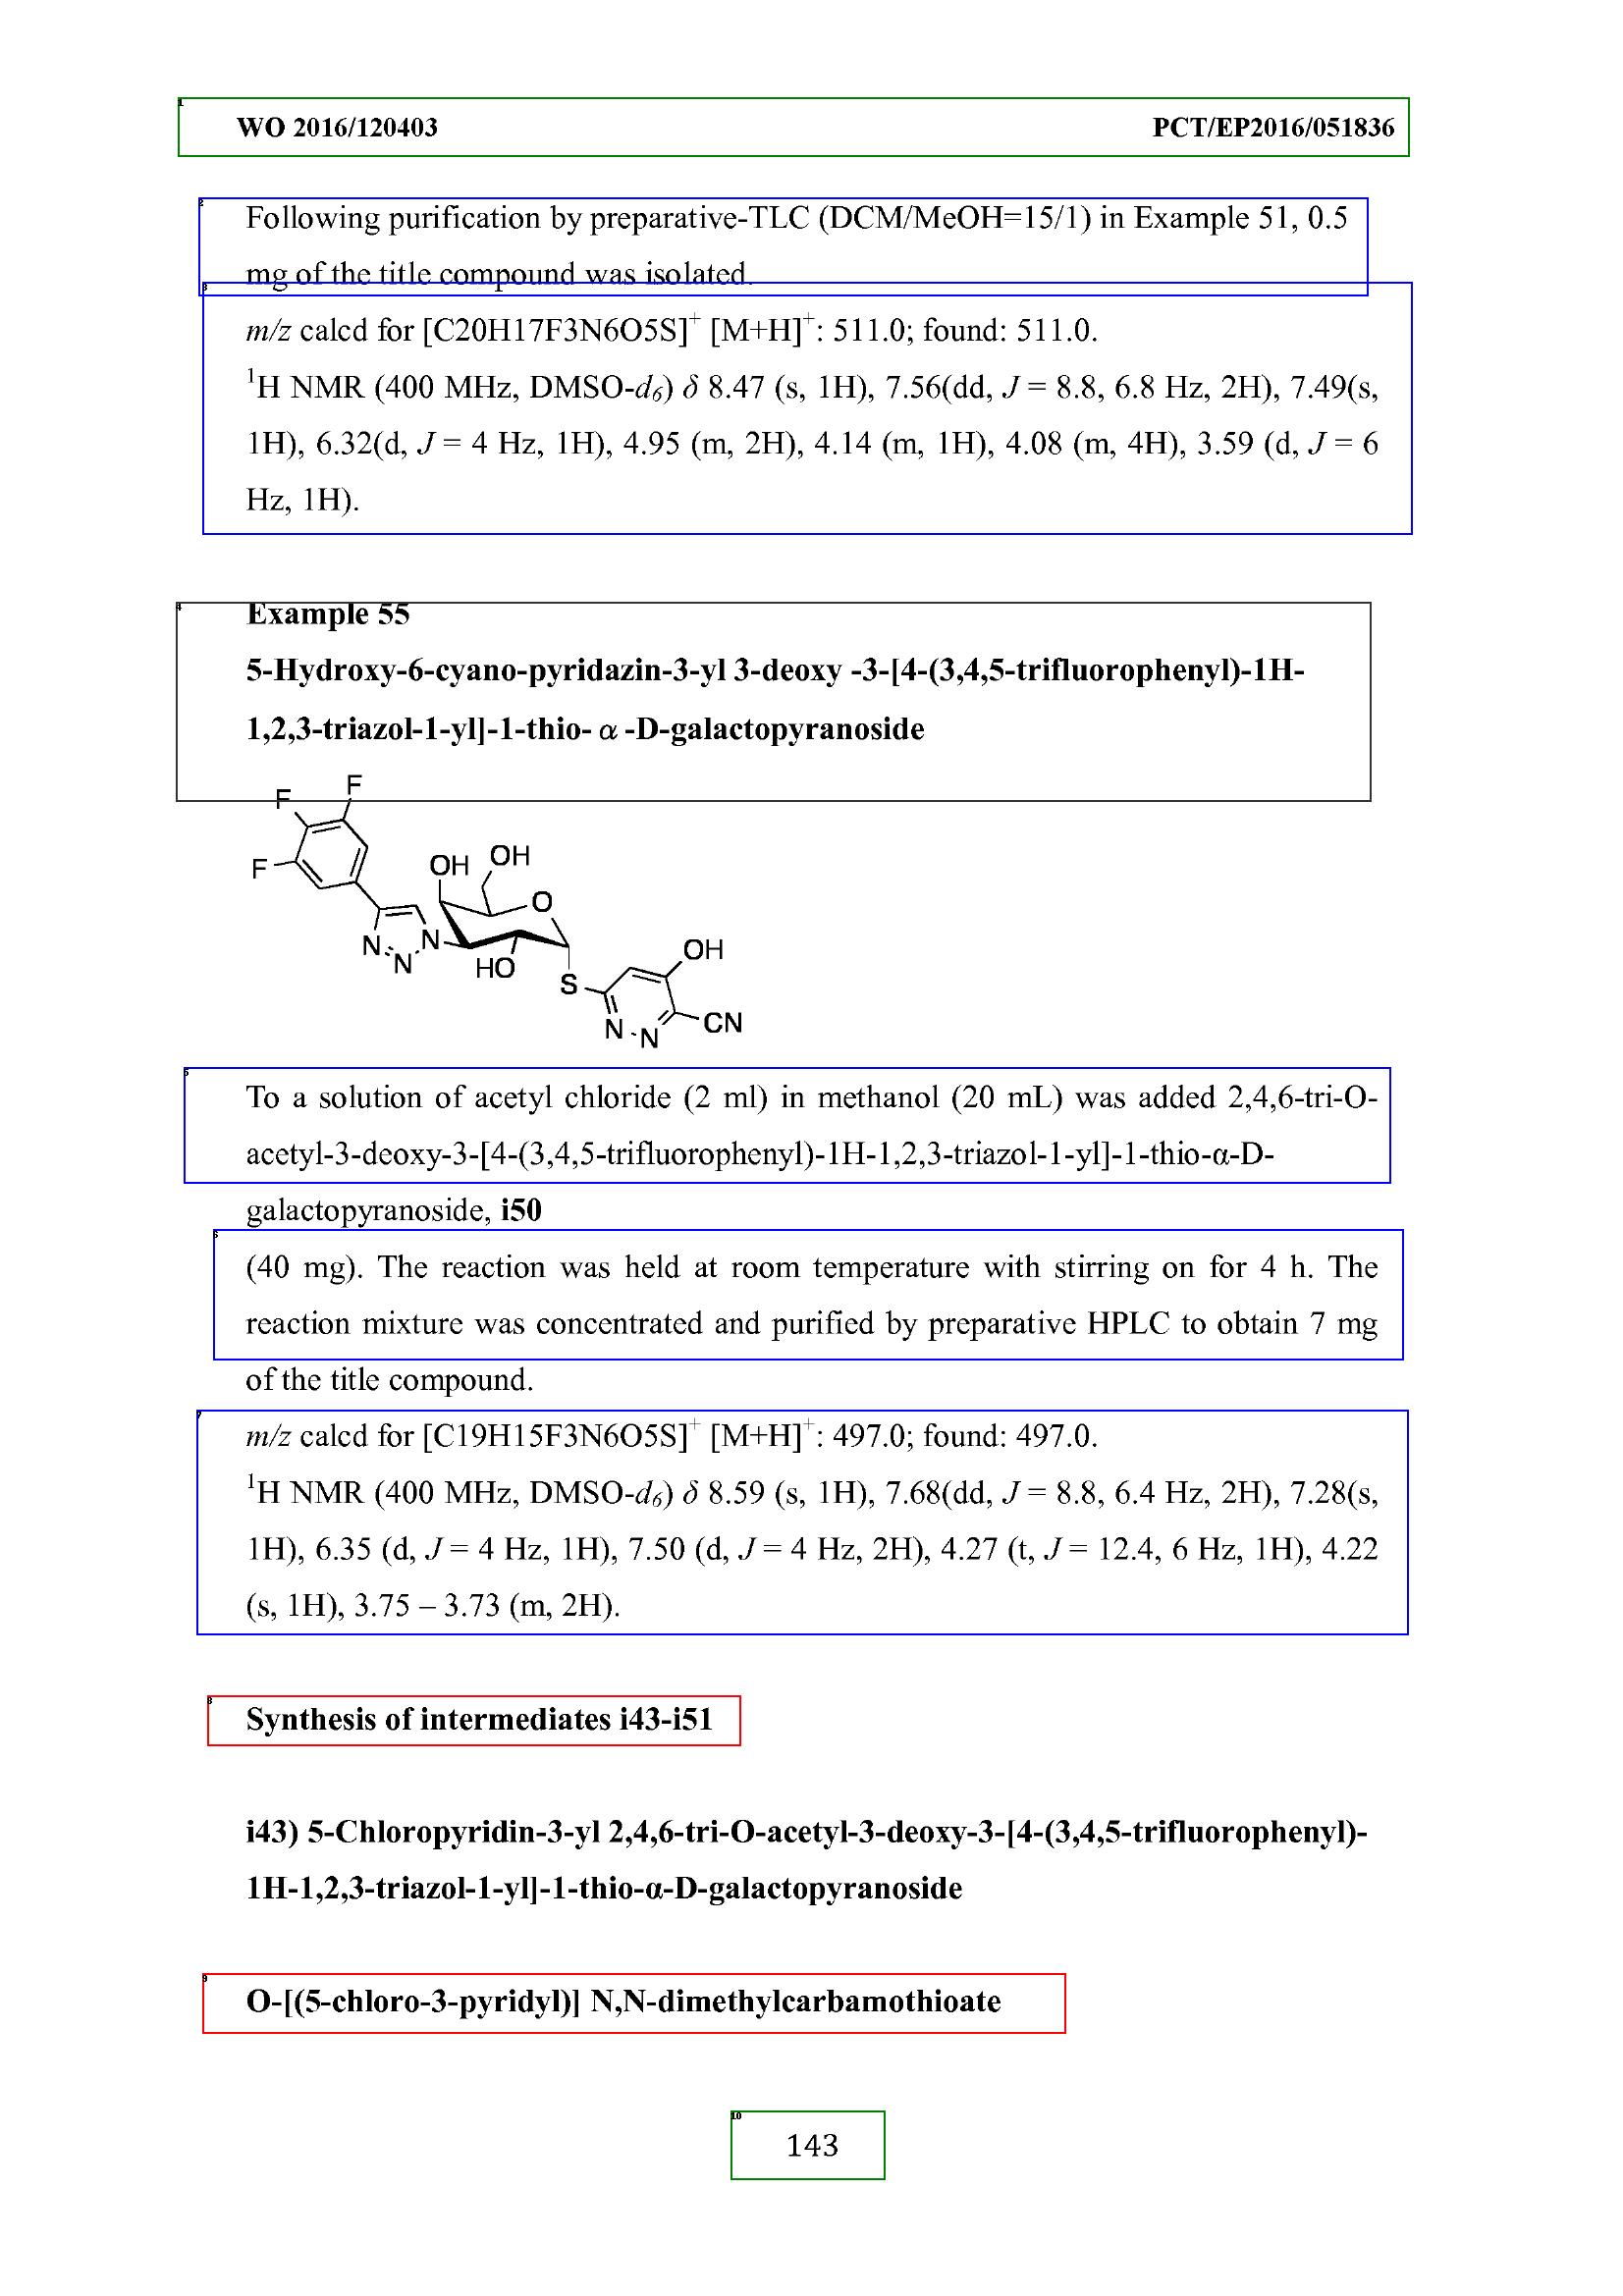 WO 2016/120403 PCT/EP2016/051836
Following purification by preparative-TLC (DCM/MeOH=15/1) in Example 51, 0.5
mg of the title compound was isolated.
m/z calcd for [C20H17F3N6O5S]+ [M+H]+: 511.0; found: 511.0.
1H NMR (400 MHz, DMSO-d6) δ 8.47 (s, 1H), 7.56(dd, J = 8.8, 6.8 Hz, 2H), 7.49(s,
1H), 6.32(d, J = 4 Hz, 1H), 4.95 (m, 2H), 4.14 (m, 1H), 4.08 (m, 4H), 3.59 (d, J = 6
Hz, 1H).
Example 55
5-Hydroxy-6-cyano-pyridazin-3-yl 3-deoxy -3-[4-(3,4,5-trifluorophenyl)-1H-
1,2,3-triazol-1-yl]-1-thio- α -D-galactopyranoside
F
F
F
OH
OH
O
N
N
N
HO
S
OH
N
N
CN
To a solution of acetyl chloride (2 ml) in methanol (20 mL) was added 2,4,6-tri-O-
acetyl-3-deoxy-3-[4-(3,4,5-trifluorophenyl)-1H-1,2,3-triazol-1-yl]-1-thio-α-D-
galactopyranoside, i50
(40 mg). The reaction was held at room temperature with stirring on for 4 h. The
reaction mixture was concentrated and purified by preparative HPLC to obtain 7 mg
of the title compound.
m/z calcd for [C19H15F3N6O5S]+ [M+H]+: 497.0; found: 497.0.
1H NMR (400 MHz, DMSO-d6) δ 8.59 (s, 1H), 7.68(dd, J = 8.8, 6.4 Hz, 2H), 7.28(s,
1H), 6.35 (d, J = 4 Hz, 1H), 7.50 (d, J = 4 Hz, 2H), 4.27 (t, J = 12.4, 6 Hz, 1H), 4.22
(s, 1H), 3.75 – 3.73 (m, 2H).
Synthesis of intermediates i43-i51
i43) 5-Chloropyridin-3-yl 2,4,6-tri-O-acetyl-3-deoxy-3-[4-(3,4,5-trifluorophenyl)-
1H-1,2,3-triazol-1-yl]-1-thio-α-D-galactopyranoside
O-[(5-chloro-3-pyridyl)] N,N-dimethylcarbamothioate
143